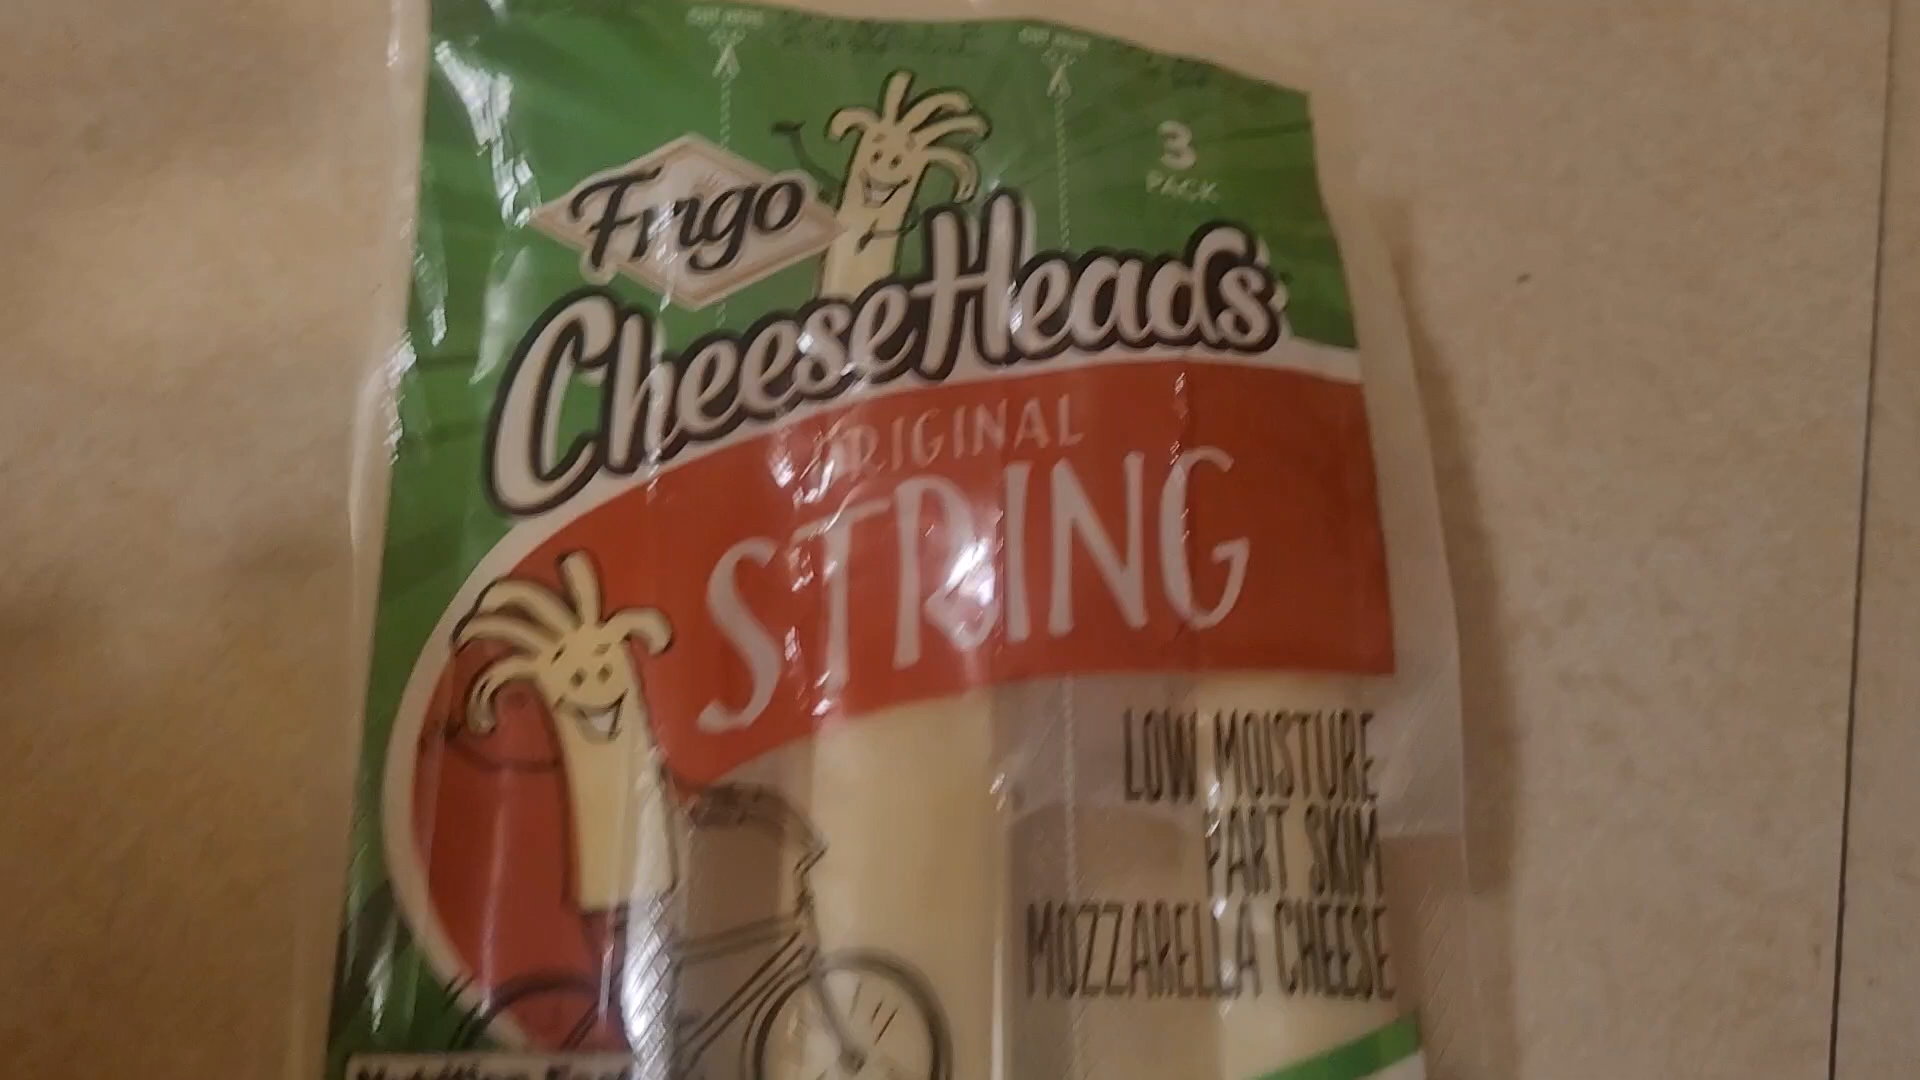 3
PACK
Frigo
CheeseHeads
ORIGINAL
STRING
LOW MOISTURE
PART SKIM
MOZZARELLA CHEESE